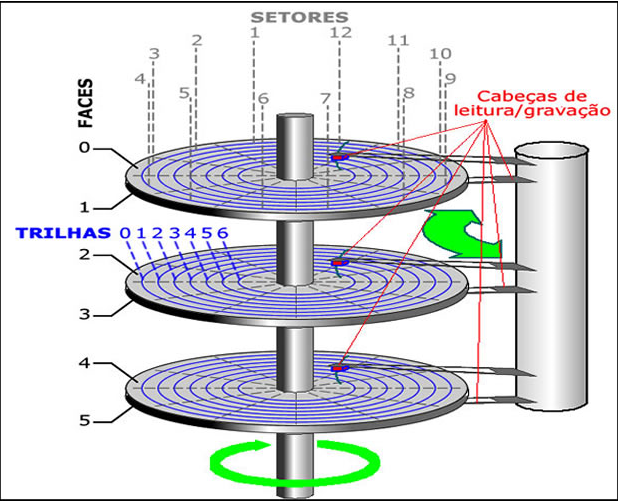 SETORES
1 12
2 11
3 10
4 9
5 6 7 8
Cabeças de
leitura/gravação
FACES
0
1
TRILHAS 0 1 2 3 4 5 6
2
3
4
5